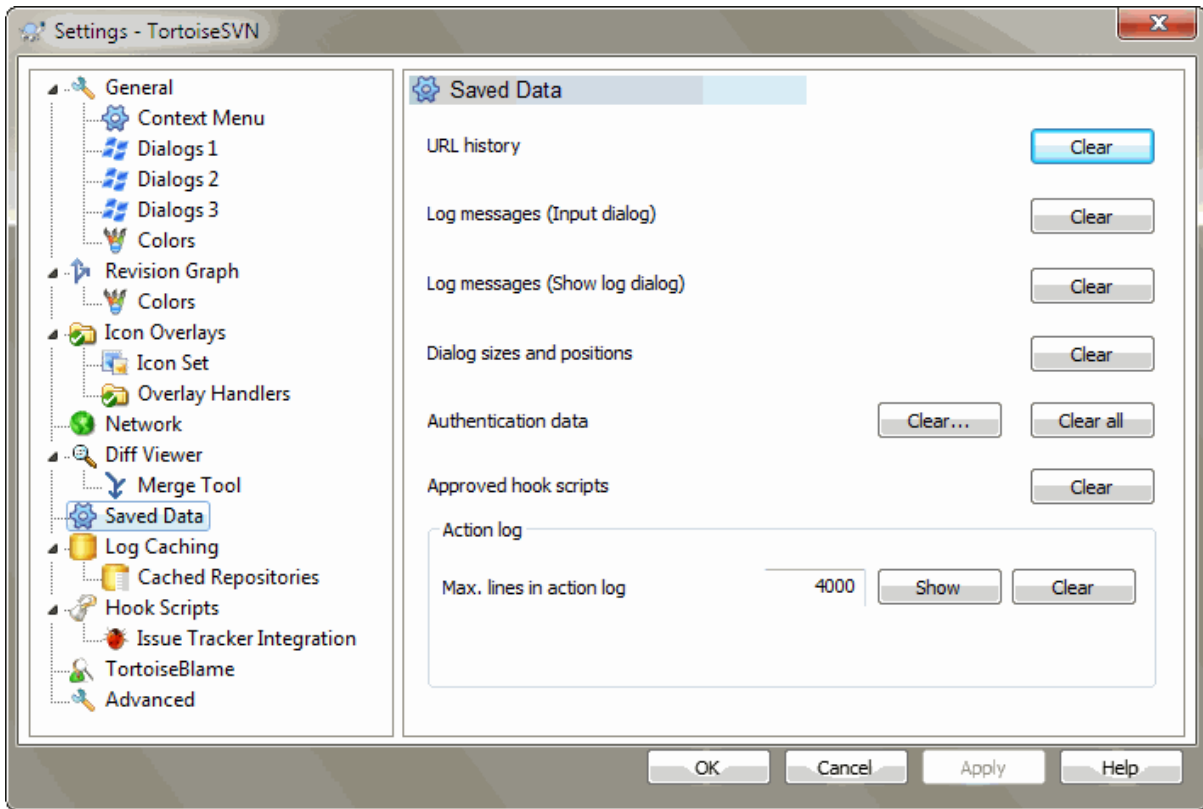 Settings - TortoiseSVN
General
Context Menu
Dialogs 1
Dialogs 2
Dialogs 3
Colors
Revision Graph
Colors
Icon Overlays
Icon Set
Overlay Handlers
Network
Diff Viewer
Merge Tool
Saved Data
Log Caching
Cached Repositories
Hook Scripts
Issue Tracker Integration
TortoiseBlame
Advanced
Saved Data
URL history Clear
Log messages (Input dialog) Clear
Log messages (Show log dialog) Clear
Dialog sizes and positions Clear
Authentication data Clear... Clear all
Approved hook scripts Clear
Action log
Max. lines in action log 4000 Show Clear
OK Cancel Apply Help